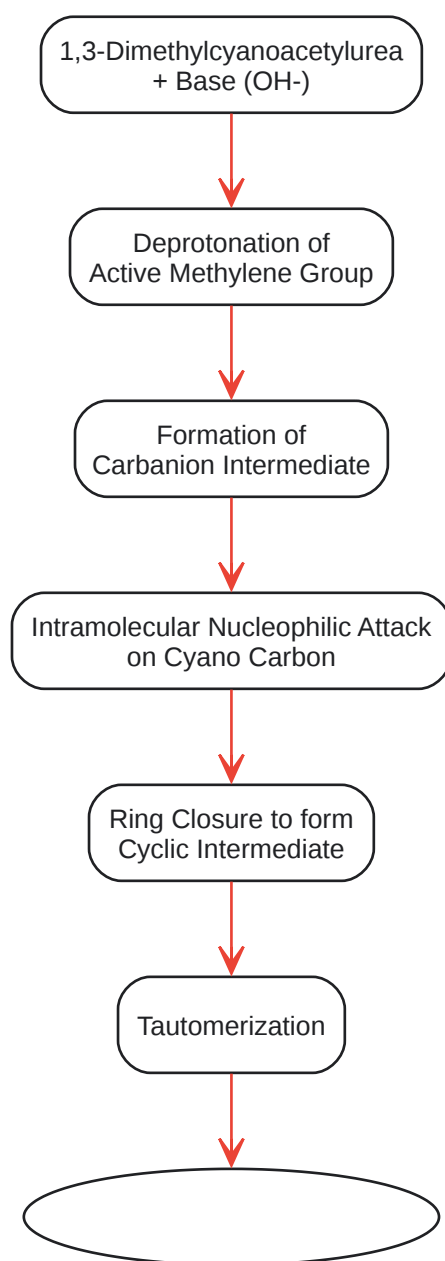 1,3-Dimethylcyanoacetylurea
+ Base (OH-)
Deprotonation of
Active Methylene Group
Formation of
Carbanion Intermediate
Intramolecular Nucleophilic Attack
on Cyano Carbon
Ring Closure to form
Cyclic Intermediate
Tautomerization